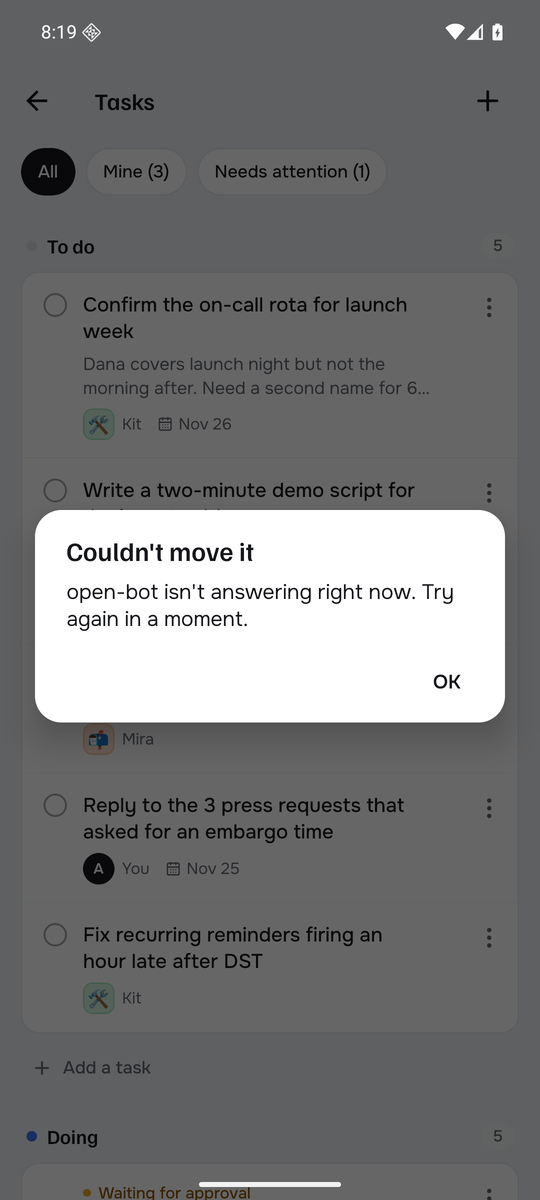 8:19
Tasks
All
Mine (3)
Needs attention (1)
To do
5
Confirm the on-call rota for launch
week
Dana covers launch night but not the
morning after. Need a second name for 6…
Kit
Nov 26
Write a two-minute demo script for
Couldn't move it
open-bot isn't answering right now. Try
again in a moment.
OK
Mira
Reply to the 3 press requests that
asked for an embargo time
A
You
Nov 25
Fix recurring reminders firing an
hour late after DST
Kit
Add a task
Doing
5
Waiting for approval